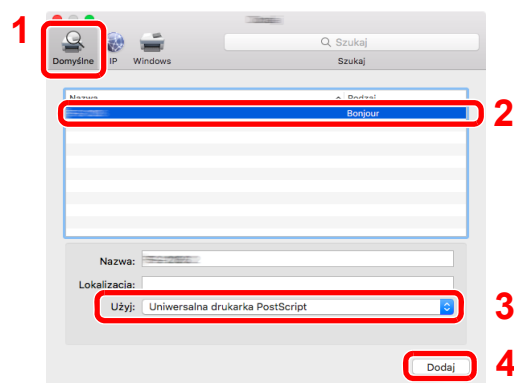 1
Szukaj
Domyślne IP Windows Szukaj
Nazwa Rodzaj
Bonjour
2
Nazwa:
Lokalizacja:
Użyj: Uniwersalna drukarka PostScript
3
Dodaj
4